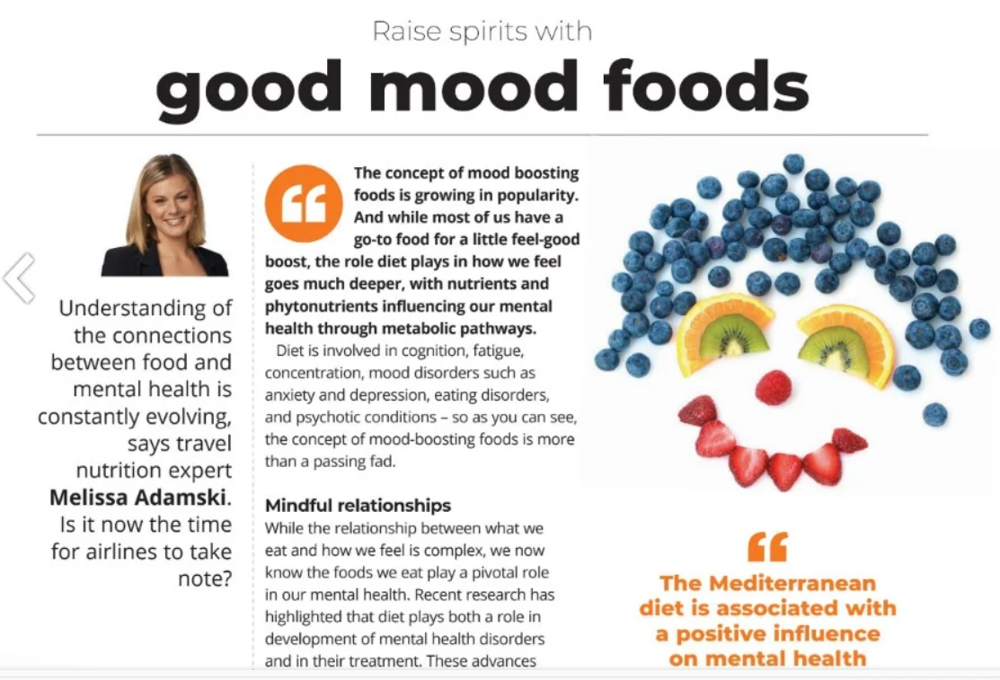 Raise spirits with
good mood foods
Understanding of
the connections
between food and
mental health is
constantly evolving,
says travel
nutrition expert
Melissa Adamski.
Is it now the time
for airlines to take
note?
“
The concept of mood boosting
foods is growing in popularity.
And while most of us have a
go-to food for a little feel-good
boost, the role diet plays in how we feel
goes much deeper, with nutrients and
phytonutrients influencing our mental
health through metabolic pathways.
Diet is involved in cognition, fatigue,
concentration, mood disorders such as
anxiety and depression, eating disorders,
and psychotic conditions – so as you can see,
the concept of mood-boosting foods is more
than a passing fad.
Mindful relationships
While the relationship between what we
eat and how we feel is complex, we now
know the foods we eat play a pivotal role
in our mental health. Recent research has
highlighted that diet plays both a role in
development of mental health disorders
and in their treatment. These advances
“
The Mediterranean
diet is associated with
a positive influence
on mental health